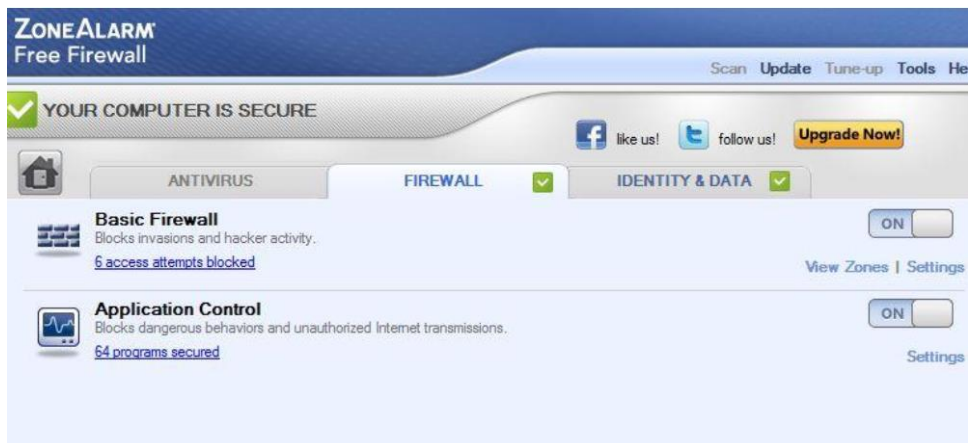 ZONEALARM
Free Firewall
Scan Update Tune-up Tools He
YOUR COMPUTER IS SECURE
like us! follow us! Upgrade Now!
ANTIVIRUS FIREWALL IDENTITY & DATA
Basic Firewall
Blocks invasions and hacker activity.
6 access attempts blocked
ON
View Zones | Settings
Application Control
Blocks dangerous behaviors and unauthorized Internet transmissions.
64 programs secured
ON
Settings